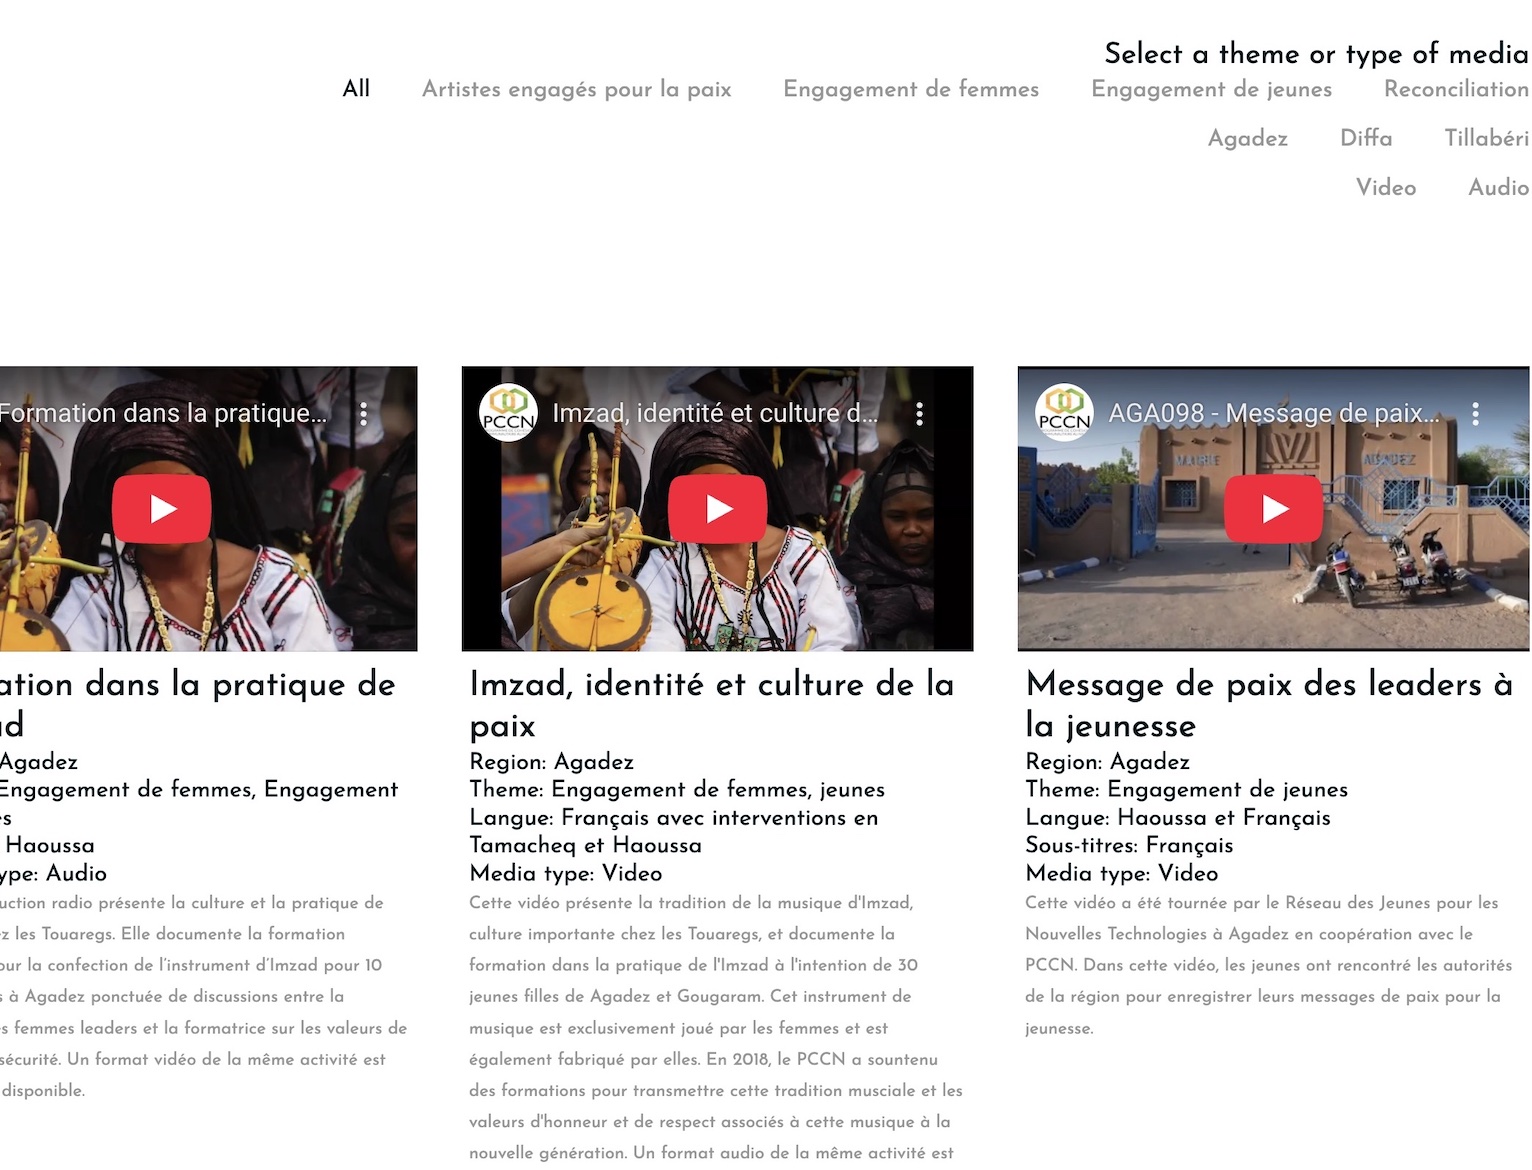 Select a theme or type of media
All Artistes engagés pour la paix Engagement de femmes Engagement de jeunes Reconciliation
Agadez Diffa Tillabéri
Video Audio
Formation dans la pratique...
ation dans la pratique de
ad
Agadez
Engagement de femmes, Engagement
es
Haoussa
ype: Audio
uction radio présente la culture et la pratique de
ez les Touaregs. Elle documente la formation
our la confection de l'instrument d'Imzad pour 10
s à Agadez ponctuée de discussions entre la
es femmes leaders et la formatrice sur les valeurs de
sécurité. Un format vidéo de la même activité est
disponible.
PCCN
Imzad, identité et culture d...
Imzad, identité et culture de la
paix
Region: Agadez
Theme: Engagement de femmes, jeunes
Langue: Français avec interventions en
Tamacheq et Haoussa
Media type: Video
Cette vidéo présente la tradition de la musique d'Imzad,
culture importante chez les Touaregs, et documente la
formation dans la pratique de l'Imzad à l'intention de 30
jeunes filles de Agadez et Gougaram. Cet instrument de
musique est exclusivement joué par les femmes et est
également fabriqué par elles. En 2018, le PCCN a sountenu
des formations pour transmettre cette tradition musciale et les
valeurs d'honneur et de respect associés à cette musique à la
nouvelle génération. Un format audio de la même activité est
PCCN
AGA098 - Message de paix...
MAIRIE AGADEZ
Message de paix des leaders à
la jeunesse
Region: Agadez
Theme: Engagement de jeunes
Langue: Haoussa et Français
Sous-titres: Français
Media type: Video
Cette vidéo a été tournée par le Réseau des Jeunes pour les
Nouvelles Technologies à Agadez en coopération avec le
PCCN. Dans cette vidéo, les jeunes ont rencontré les autorités
de la région pour enregistrer leurs messages de paix pour la
jeunesse.